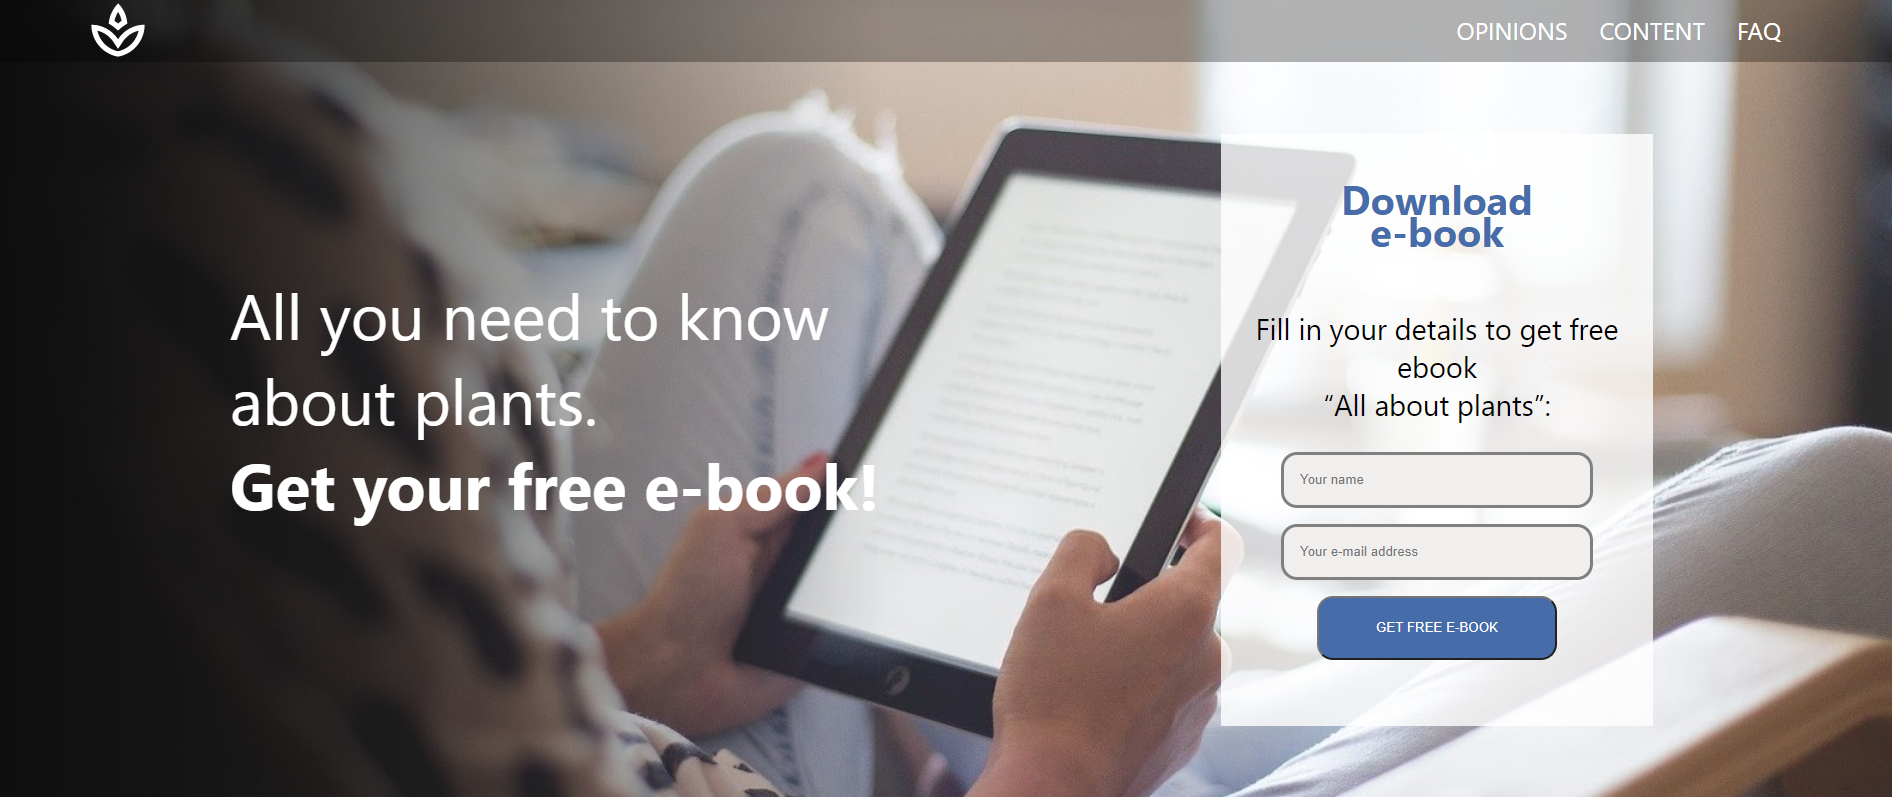 OPINIONS CONTENT FAQ
All you need to know
about plants.
Get your free e-book!
Download
e-book
Fill in your details to get free
ebook
“All about plants”:
Your name
Your e-mail address
GET FREE E-BOOK